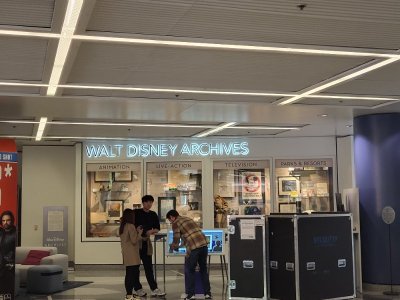 WALT DISNEY ARCHIVES
ANIMATION
LIVE ACTION
TELEVISION
PARKS & RESORTS